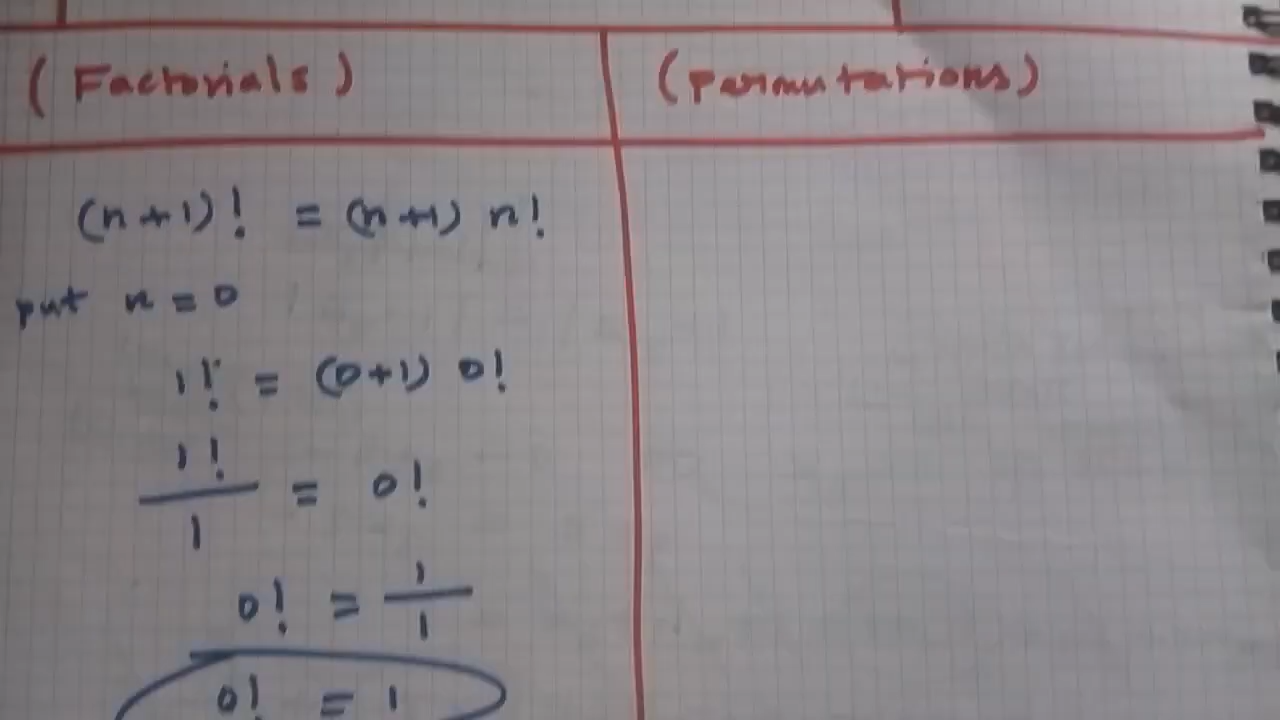 (Factorials)
(Permutations)
(n+1)! = (n+1) n!
put n = 0
1! = (0+1) 0!
1!/1 = 0!
0! = 1/1
0! = 1